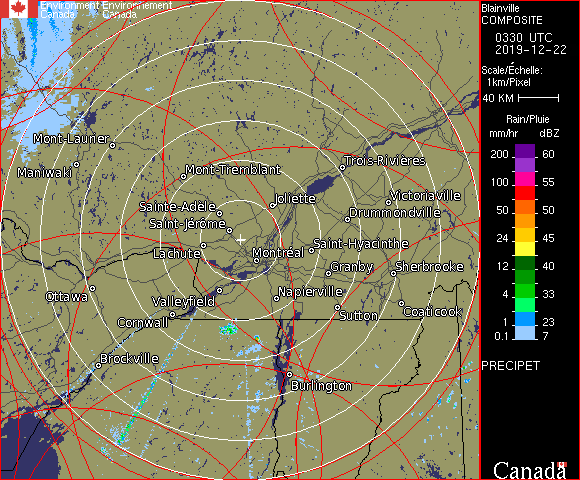 Environment Environnement
Canada Canada
Blainville
COMPOSITE
0330 UTC
2019-12-22
Scale/Échelle:
1km/Pixel
40 KM
Rain/Pluie
mm/hr dBZ
200 60
100 55
50 50
24 45
12 40
4 33
1 23
0.1 7
PRECIPET
Mont-Laurier
Maniwaki
Mont-Tremblant
Trois-Rivières
Joliette
Victoriaville
Sainte-Adèle
Drummondville
Saint-Jérôme
Lachute
Montréal
Saint-Hyacinthe
Granby
Sherbrooke
Ottawa
Valleyfield
Napierville
Cornwall
Sutton
Coaticook
Brockville
Burlington
Canada